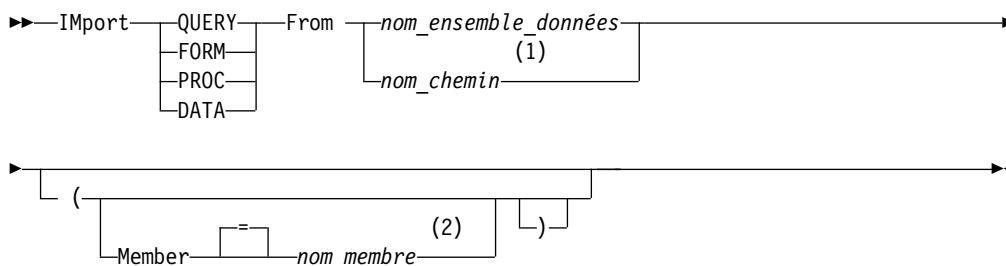 IMport QUERY From nom_ensemble_données
FORM (1)
PROC nom_chemin
DATA
(
= (2) )
Member nom membre